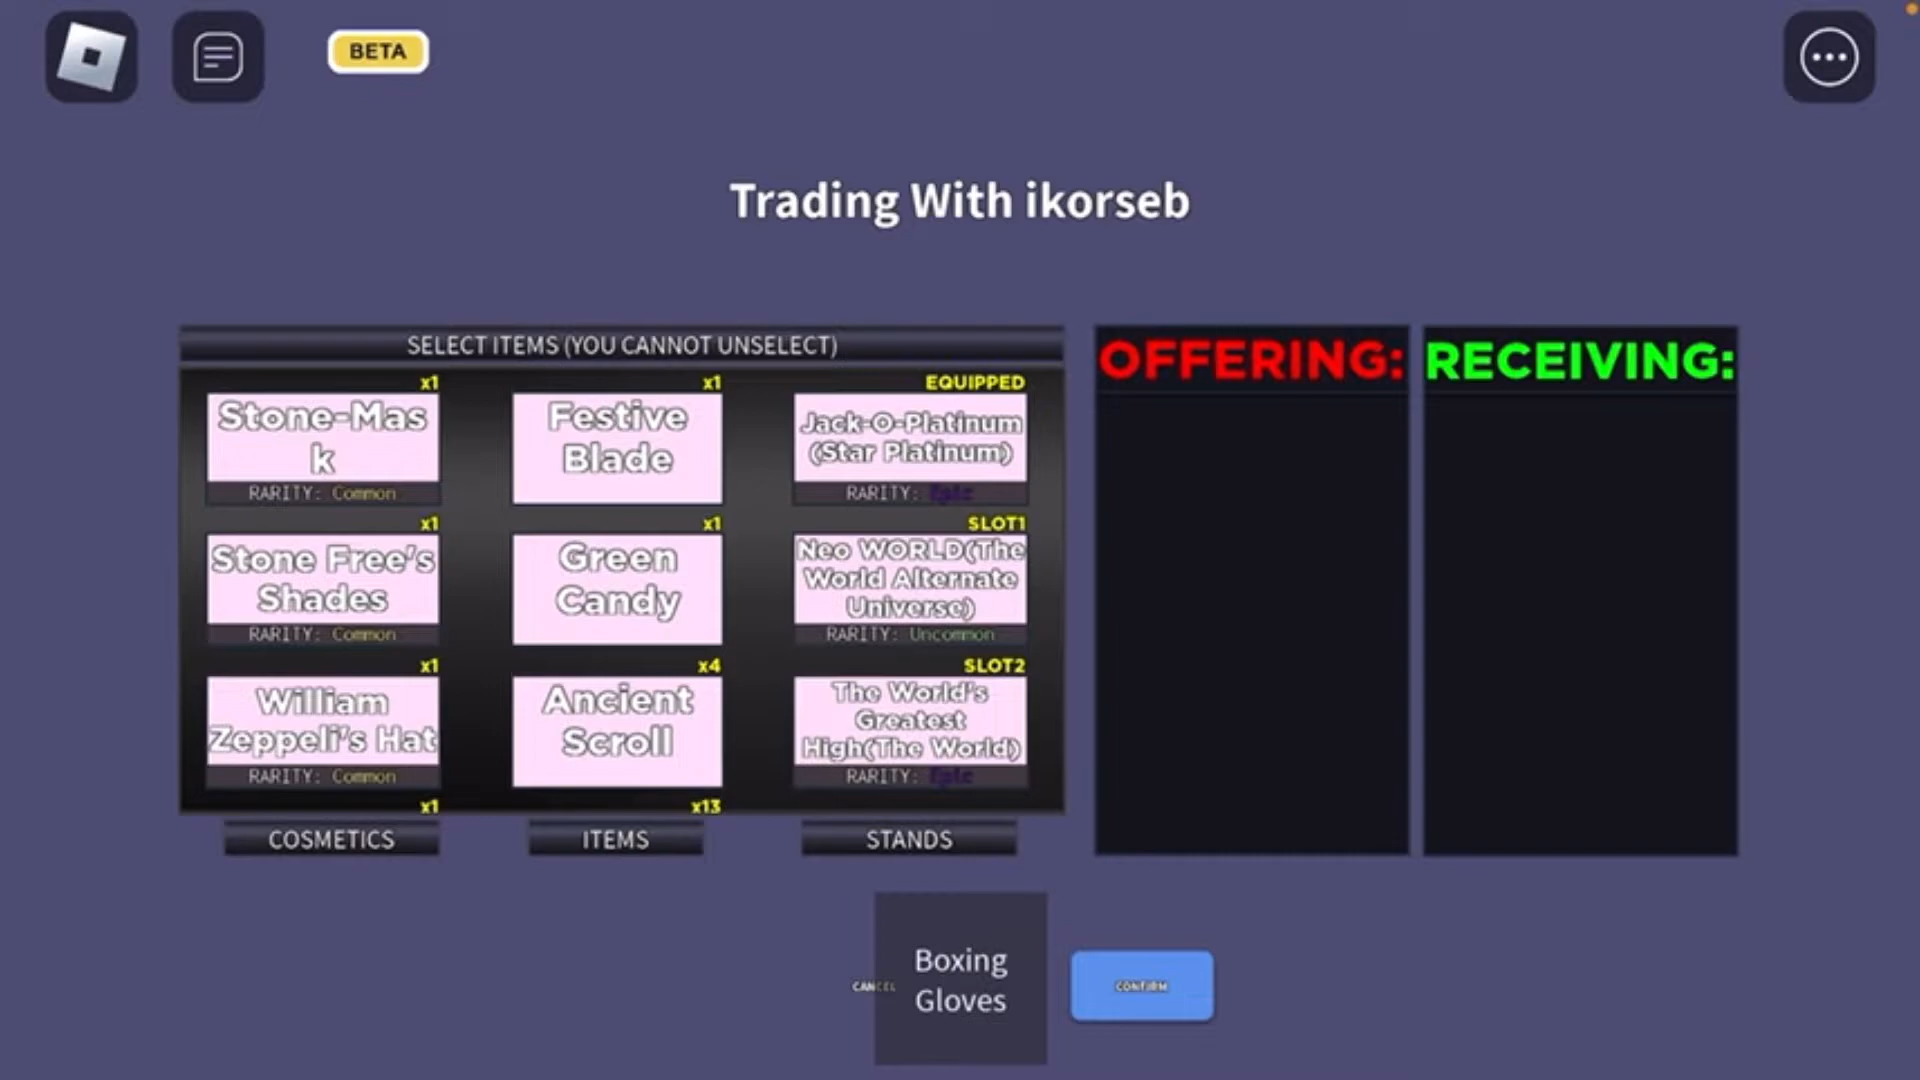 BETA
Trading With ikorseb
SELECT ITEMS (YOU CANNOT UNSELECT)
x1
Stone-Mas
k
RARITY: Common
x1
Stone Free's
Shades
RARITY: Common
x1
William
Zeppeli's Hat
RARITY: Common
x1
x1
Festive
Blade
x1
Green
Candy
x4
Ancient
Scroll
x13
EQUIPPED
Jack-O-Platinum
(Star Platinum)
RARITY: Epic
SLOT1
Neo WORLD(The
World Alternate
Universe)
RARITY: Uncommon
SLOT2
The World's
Greatest
High(The World)
RARITY: Epic
COSMETICS
ITEMS
STANDS
OFFERING:
RECEIVING:
CANCEL
Boxing
Gloves
CONFIRM